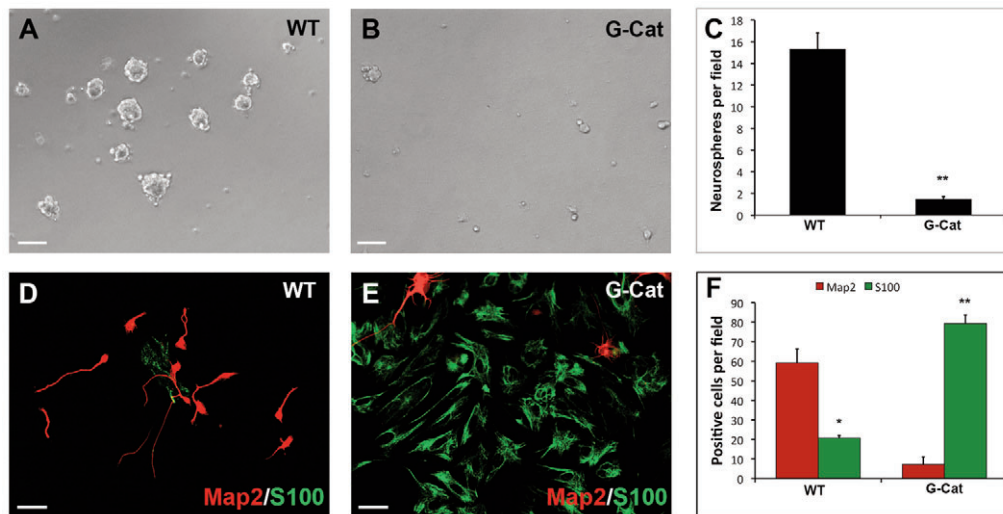 A
WT
B
G-Cat
C
Neurospheres per field
18
16
14
12
10
8
6
4
2
0
**
WT
G-Cat
D
WT
Map2/S100
E
G-Cat
Map2/S100
F
Map2
S100
Positive cells per field
90
80
70
60
50
40
30
20
10
0
*
**
WT
G-Cat